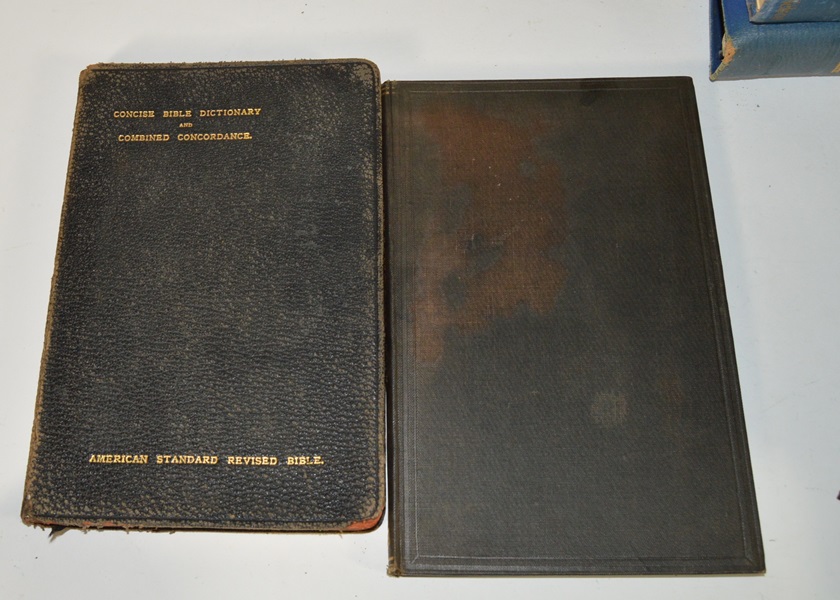 CONCISE BIBLE DICTIONARY
AND
COMBINED CONCORDANCE.
AMERICAN STANDARD REVISED BIBLE.